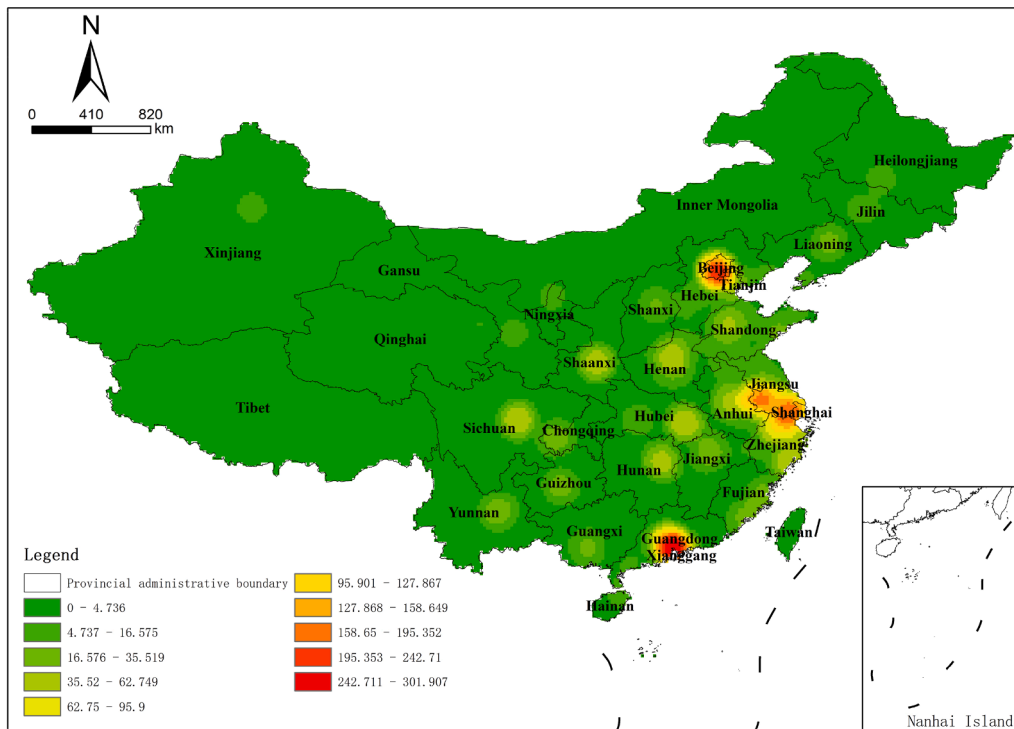 N
0 410 820
km
Heilongjiang
Jilin
Inner Mongolia
Liaoning
Xinjiang
Gansu
Beijing
Tianjin
Hebei
Ningxia
Shanxi
Shandong
Qinghai
Shaanxi
Henan
Jiangsu
Tibet
Anhui
Shanghai
Hubei
Sichuan
Chongqing
Zhejiang
Hunan
Jiangxi
Guizhou
Fujian
Yunnan
Guangxi
Guangdong
Taiwan
Xianggang
Hainan
Legend
Provincial administrative boundary
0 - 4.736
4.737 - 16.575
16.576 - 35.519
35.52 - 62.749
62.75 - 95.9
95.901 - 127.867
127.868 - 158.649
158.65 - 195.352
195.353 - 242.71
242.711 - 301.907
Nanhai Island